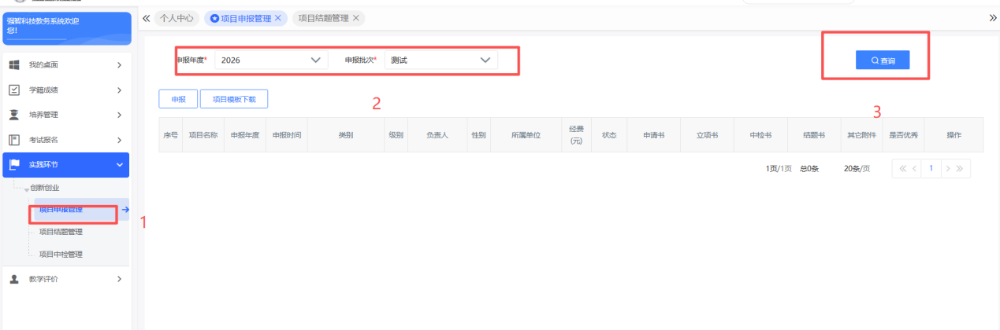 强智科技教务系统欢迎
您!
个人中心 项目申报管理 × 项目结题管理 ×
申报年度* 2026 申报批次* 测试 查询
我的桌面
学籍成绩
申报 项目模板下载 2
培养管理
3
序号 项目名称 申报年度 申报时间 类别 级别 负责人 性别 所属单位 经费(元) 状态 申请书 立项书 中检书 结题书 其它附件 是否优秀 操作
考试报名
实践环节
1页/1页 总0条 20条/页 1
创新创业
项目申报管理
1
项目结题管理
项目中检管理
教学评价